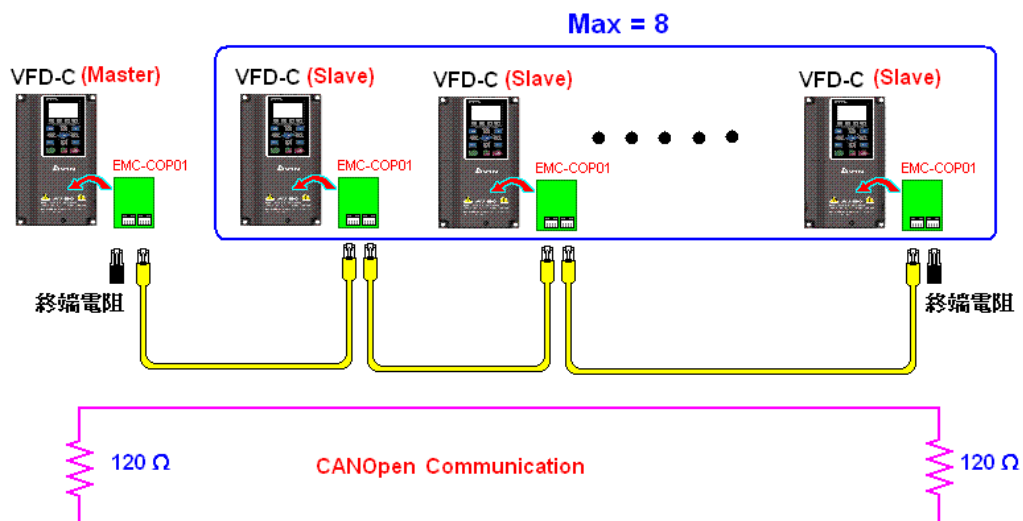 Max = 8
VFD-C (Master)
VFD-C (Slave)
VFD-C (Slave)
VFD-C (Slave)
EMC-COP01
EMC-COP01
EMC-COP01
EMC-COP01
終端電阻
終端電阻
120 Ω
CANOpen Communication
120 Ω